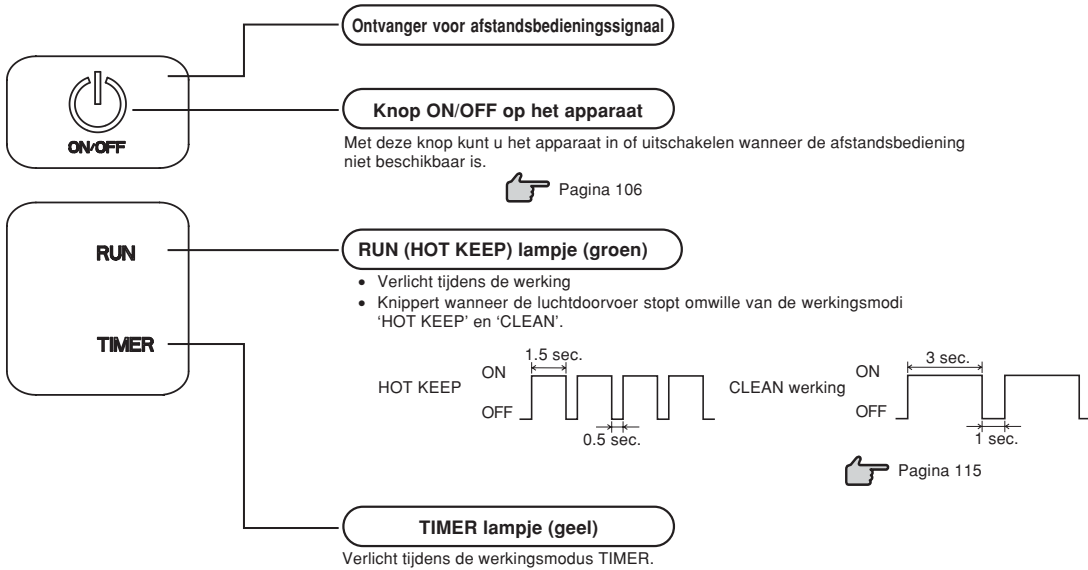 Ontvanger voor afstandsbedieningssignaal
ON/OFF
Knop ON/OFF op het apparaat
Met deze knop kunt u het apparaat in of uitschakelen wanneer de afstandsbediening
niet beschikbaar is.
Pagina 106
RUN
TIMER
RUN (HOT KEEP) lampje (groen)
• Verlicht tijdens de werking
• Knippert wanneer de luchtdoorvoer stopt omwille van de werkingsmodi
‘HOT KEEP’ en ‘CLEAN’.
HOT KEEP
ON
OFF
1.5 sec.
0.5 sec.
CLEAN werking
ON
OFF
3 sec.
1 sec.
Pagina 115
TIMER lampje (geel)
Verlicht tijdens de werkingsmodus TIMER.